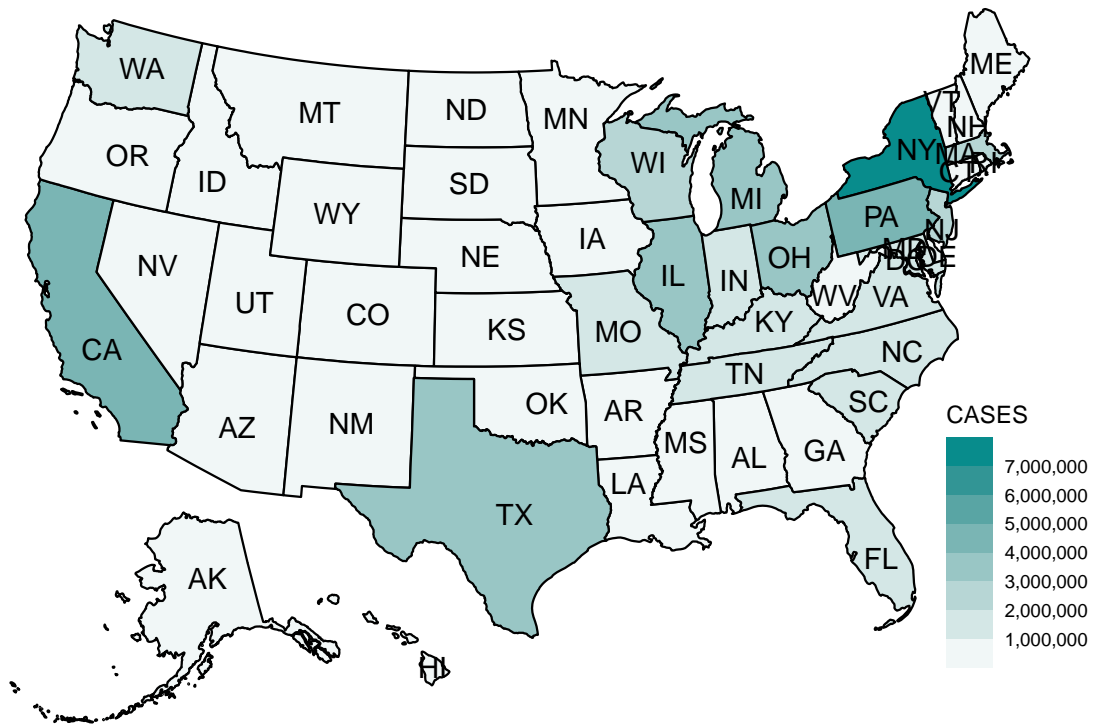 ME
WA
VT
ND
MT
MN
NH
OR
NY
MA
WI
RI
CT
ID
SD
MI
WY
PA
NJ
IA
MD
NE
OH
DE
NV
DC
IL
IN
WV
VA
UT
CO
KY
KS
MO
CA
NC
TN
OK
SC
AR
NM
AZ
MS
GA
AL
LA
TX
FL
AK
HI
CASES
7,000,000
6,000,000
5,000,000
4,000,000
3,000,000
2,000,000
1,000,000